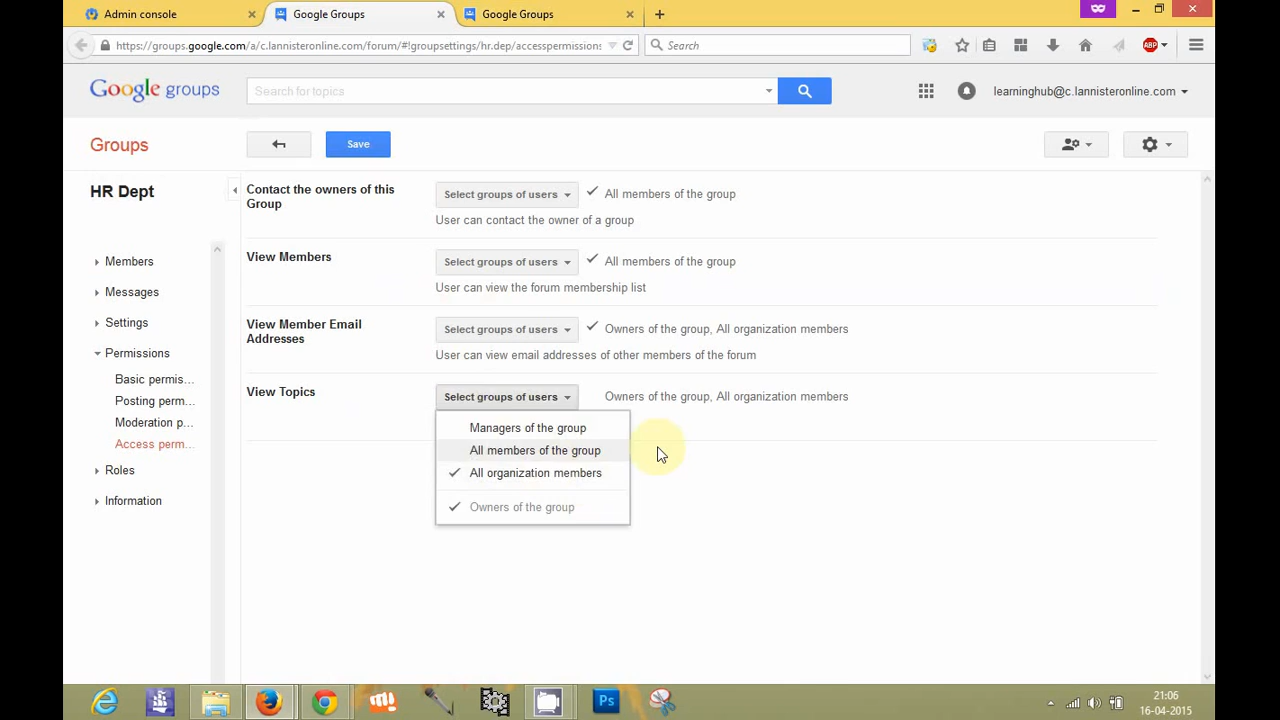 Admin console
Google Groups
Google Groups
https://groups.google.com/a/c.lannisteronline.com/forum/#!groupsettings/hr.dep/accesspermissions
Search
ABP
Google groups
Search for topics
learninghub@c.lannisteronline.com
Groups
Save
HR Dept
Members
Messages
Settings
Permissions
Basic permis...
Posting perm...
Moderation p...
Access perm...
Roles
Information
Contact the owners of this
Group
Select groups of users
All members of the group
User can contact the owner of a group
View Members
Select groups of users
All members of the group
User can view the forum membership list
View Member Email
Addresses
Select groups of users
Owners of the group, All organization members
User can view email addresses of other members of the forum
View Topics
Select groups of users
Owners of the group, All organization members
Managers of the group
All members of the group
All organization members
Owners of the group
Ps
21:06
16-04-2015